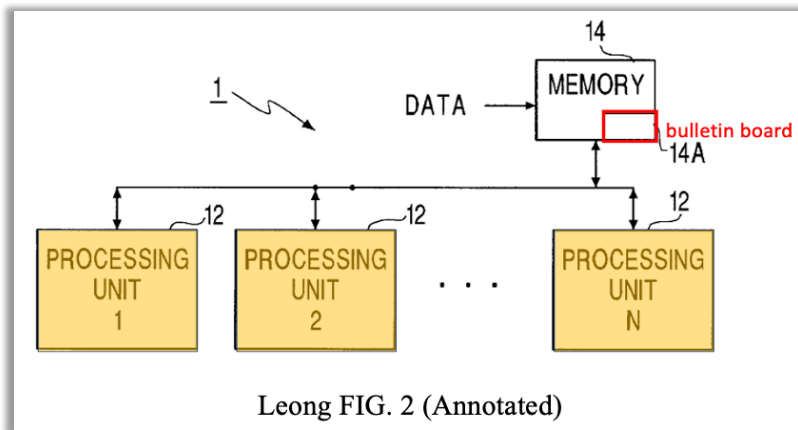 14
MEMORY
1
DATA
bulletin board
14A
12
12
12
PROCESSING
UNIT
1
PROCESSING
UNIT
2
. . .
PROCESSING
UNIT
N
Leong FIG. 2 (Annotated)